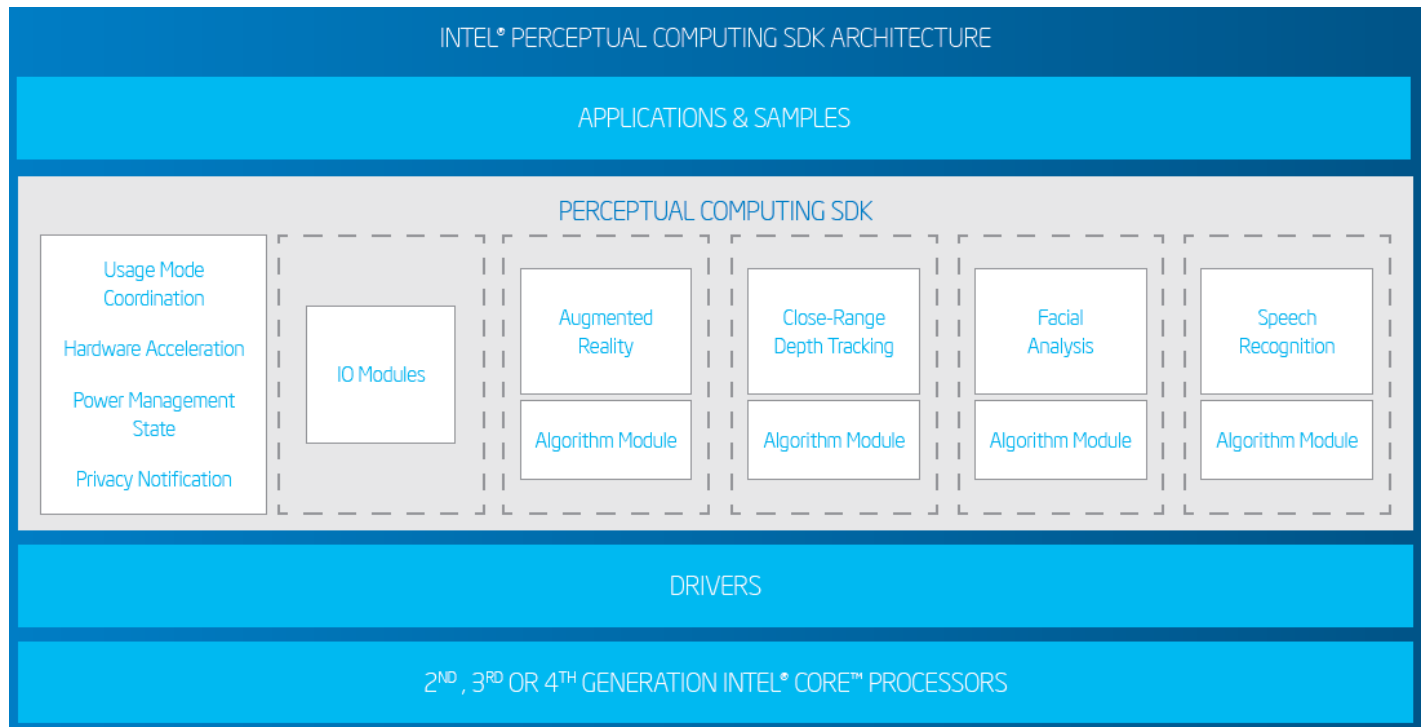 INTEL® PERCEPTUAL COMPUTING SDK ARCHITECTURE
APPLICATIONS & SAMPLES
PERCEPTUAL COMPUTING SDK
Usage Mode
Coordination
Hardware Acceleration
Power Management
State
Privacy Notification
IO Modules
Augmented
Reality
Algorithm Module
Close-Range
Depth Tracking
Algorithm Module
Facial
Analysis
Algorithm Module
Speech
Recognition
Algorithm Module
DRIVERS
2ND , 3RD OR 4TH GENERATION INTEL® CORE™ PROCESSORS